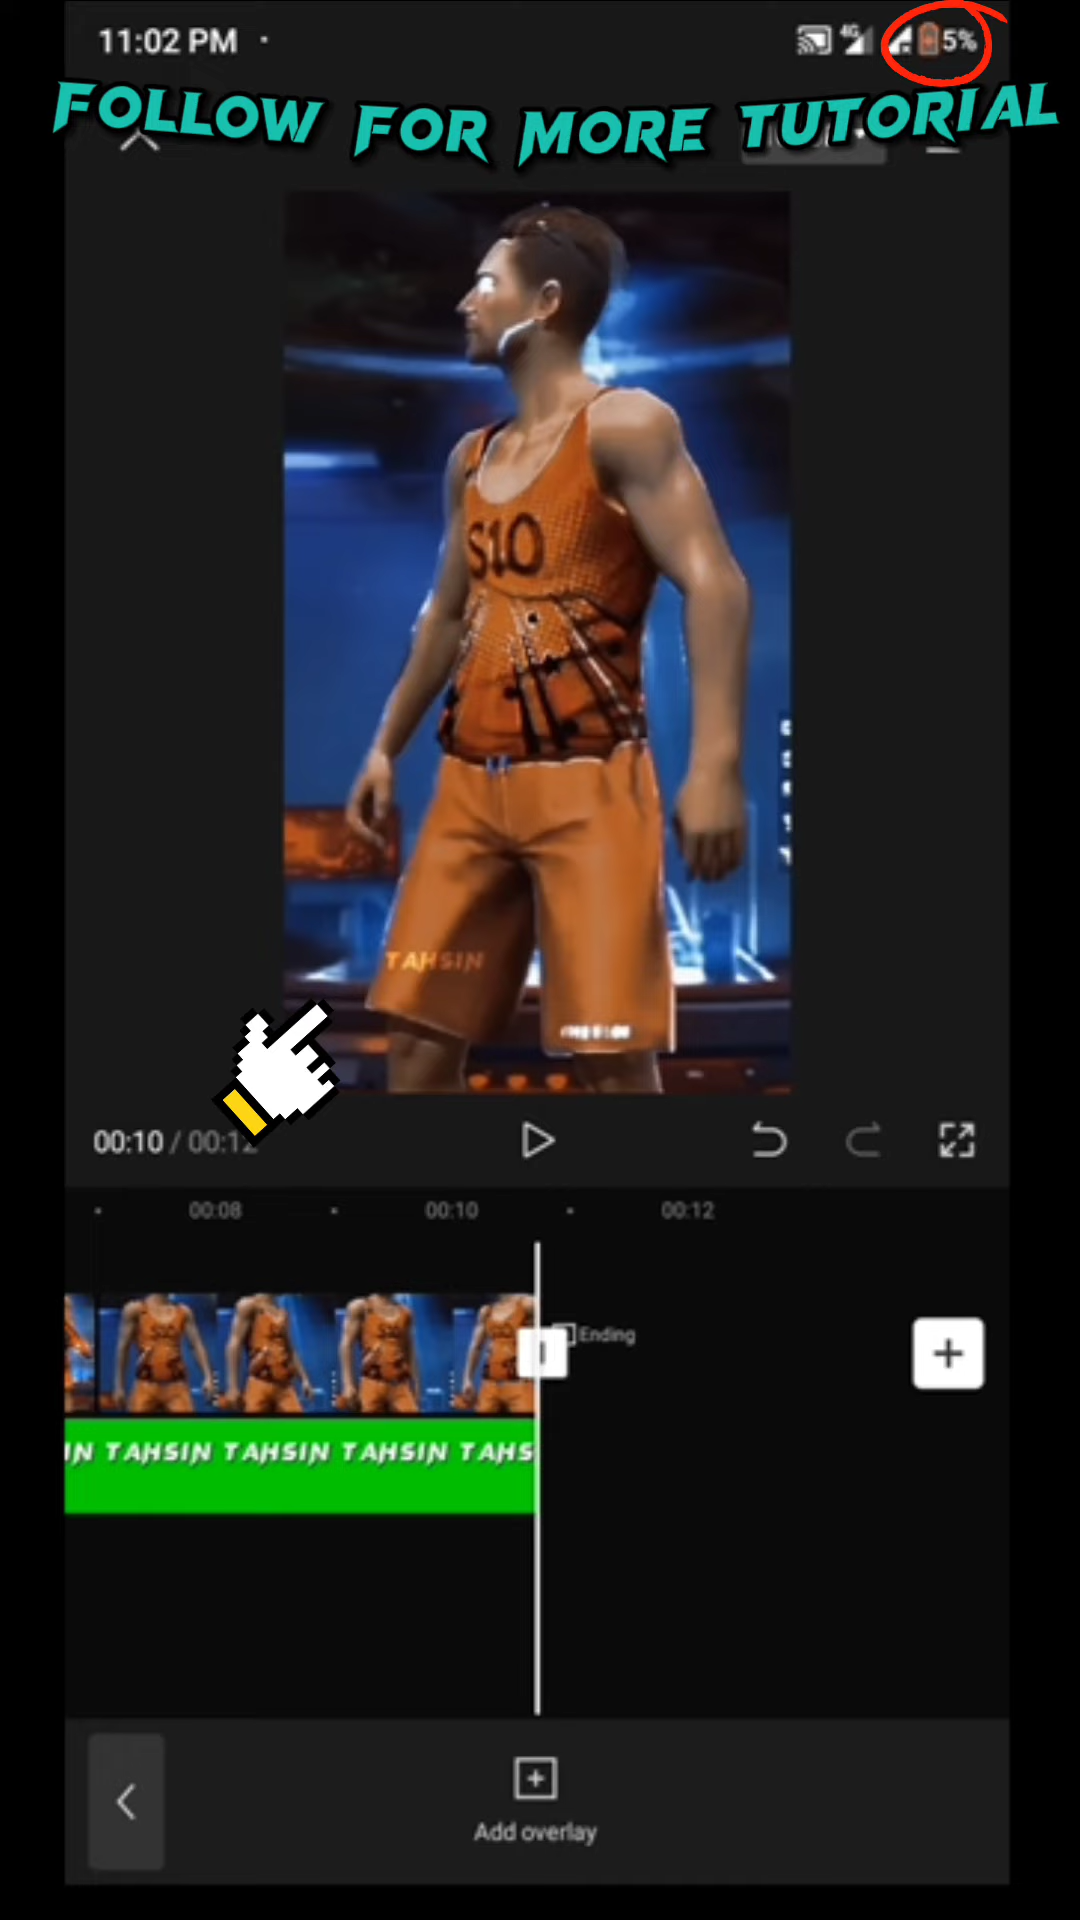 11:02 PM
4G
5%
FOLLOW FOR MORE TUTORIAL
S10
TAHSIN
00:10 / 00:12
00:08
00:10
00:12
Ending
IN TAHSIN TAHSIN TAHSIN TAHS
Add overlay